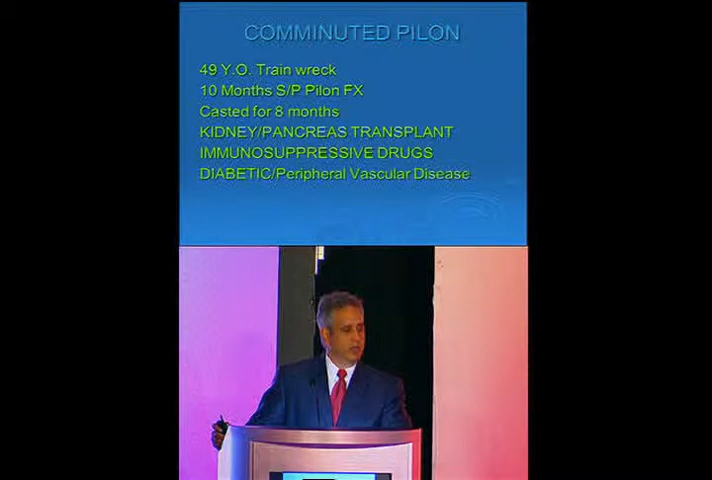 COMMINUTED PILON
49 Y.O. Train wreck
10 Months S/P Pilon FX
Casted for 8 months
KIDNEY/PANCREAS TRANSPLANT
IMMUNOSUPPRESSIVE DRUGS
DIABETIC/Peripheral Vascular Disease